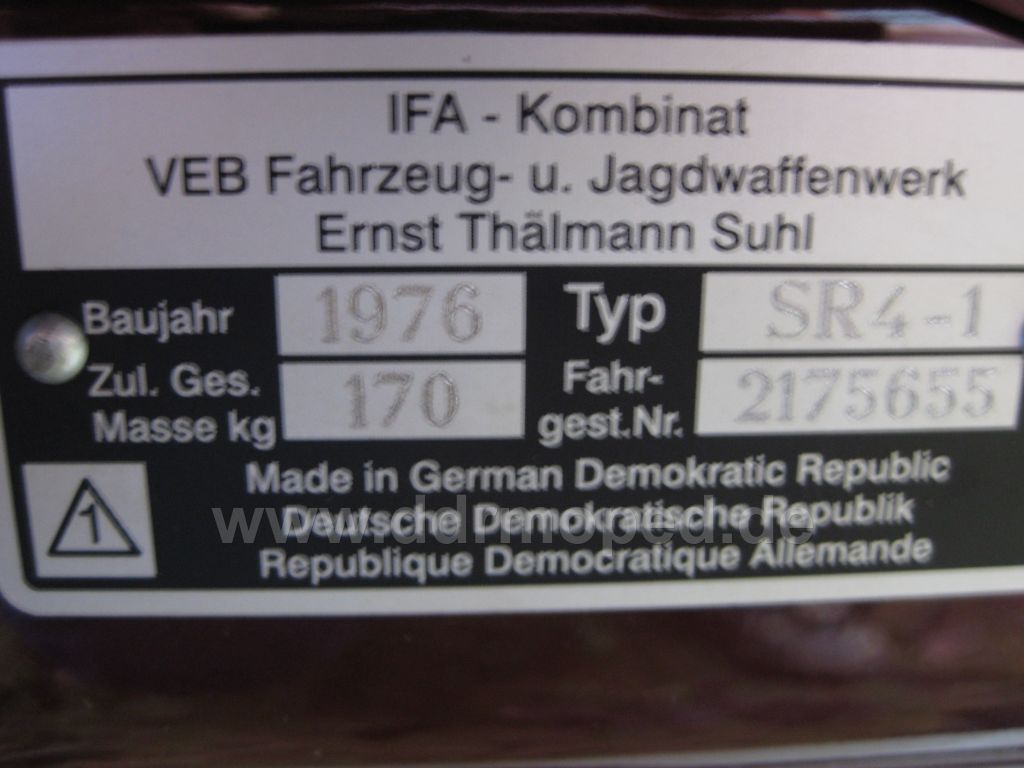 IFA - Kombinat
VEB Fahrzeug- u. Jagdwaffenwerk
Ernst Thälmann Suhl
Baujahr 1976 Typ SR4-1
Zul. Ges. Masse kg 170 Fahr-gest.Nr. 2175655
1
Made in German Demokratic Republic
Deutsche Demokratische Republik
www.ddrmoped.de
Republique Democratique Allemande